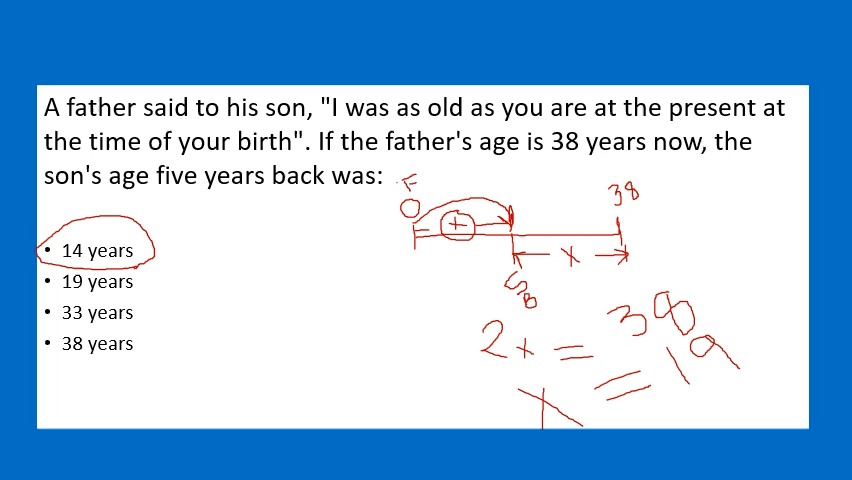 A father said to his son, "I was as old as you are at the present at
the time of your birth". If the father's age is 38 years now, the
son's age five years back was:
F
O
38
x
x
SB
• 14 years
• 19 years
• 33 years
• 38 years
2x = 38
x = 19